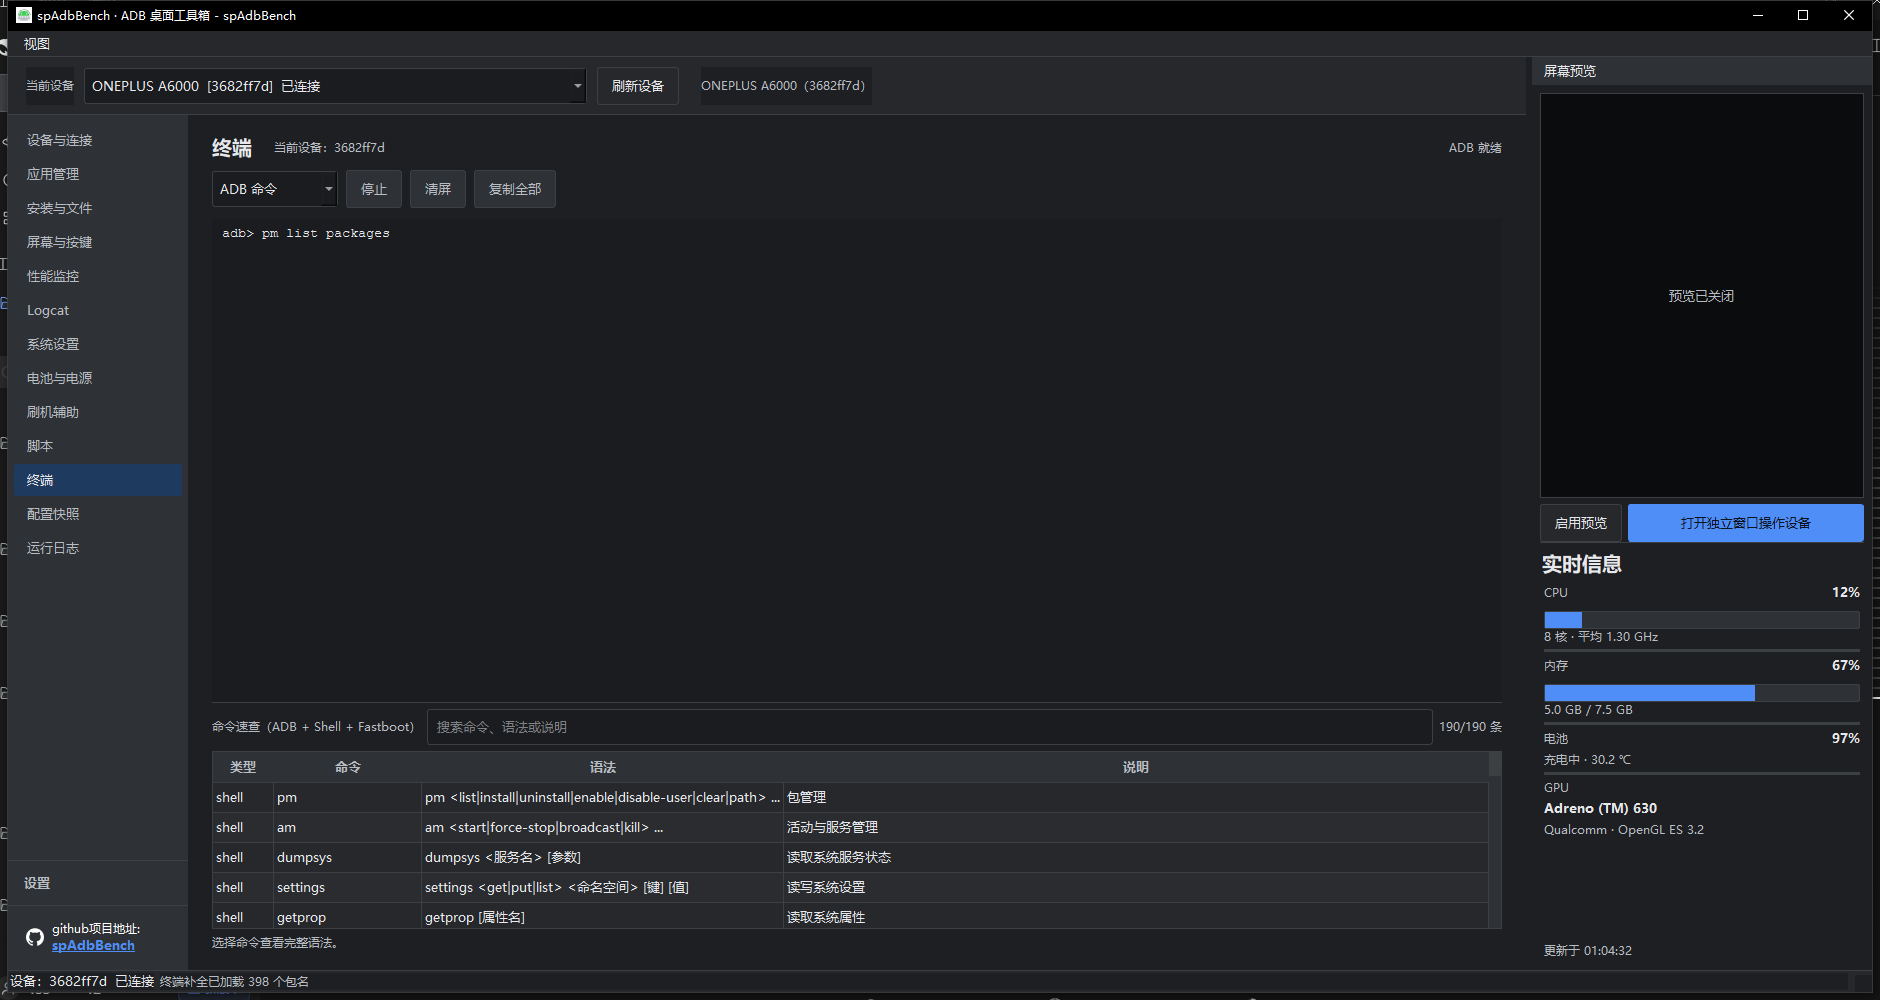 spAdbBench · ADB 桌面工具箱 - spAdbBench
视图
当前设备
ONEPLUS A6000 [3682ff7d] 已连接
刷新设备
ONEPLUS A6000 (3682ff7d)
设备与连接
应用管理
安装与文件
屏幕与按键
性能监控
Logcat
系统设置
电池与电源
刷机辅助
脚本
终端
配置快照
运行日志
设置
github项目地址:
spAdbBench
终端 当前设备: 3682ff7d
ADB 就绪
ADB 命令
停止
清屏
复制全部
adb> pm list packages
命令速查 (ADB + Shell + Fastboot)
搜索命令、语法或说明
190/190 条
类型 命令 语法 说明
shell pm pm <list|install|uninstall|enable|disable-user|clear|path> ... 包管理
shell am am <start|force-stop|broadcast|kill> ... 活动与服务管理
shell dumpsys dumpsys <服务名> [参数] 读取系统服务状态
shell settings settings <get|put|list> <命名空间> [键] [值] 读写系统设置
shell getprop getprop [属性名] 读取系统属性
选择命令查看完整语法。
屏幕预览
预览已关闭
启用预览
打开独立窗口操作设备
实时信息
CPU 12%
8 核 · 平均 1.30 GHz
内存 67%
5.0 GB / 7.5 GB
电池 97%
充电中 · 30.2 ℃
GPU
Adreno (TM) 630
Qualcomm · OpenGL ES 3.2
更新于 01:04:32
设备: 3682ff7d 已连接 终端补全已加载 398 个包名